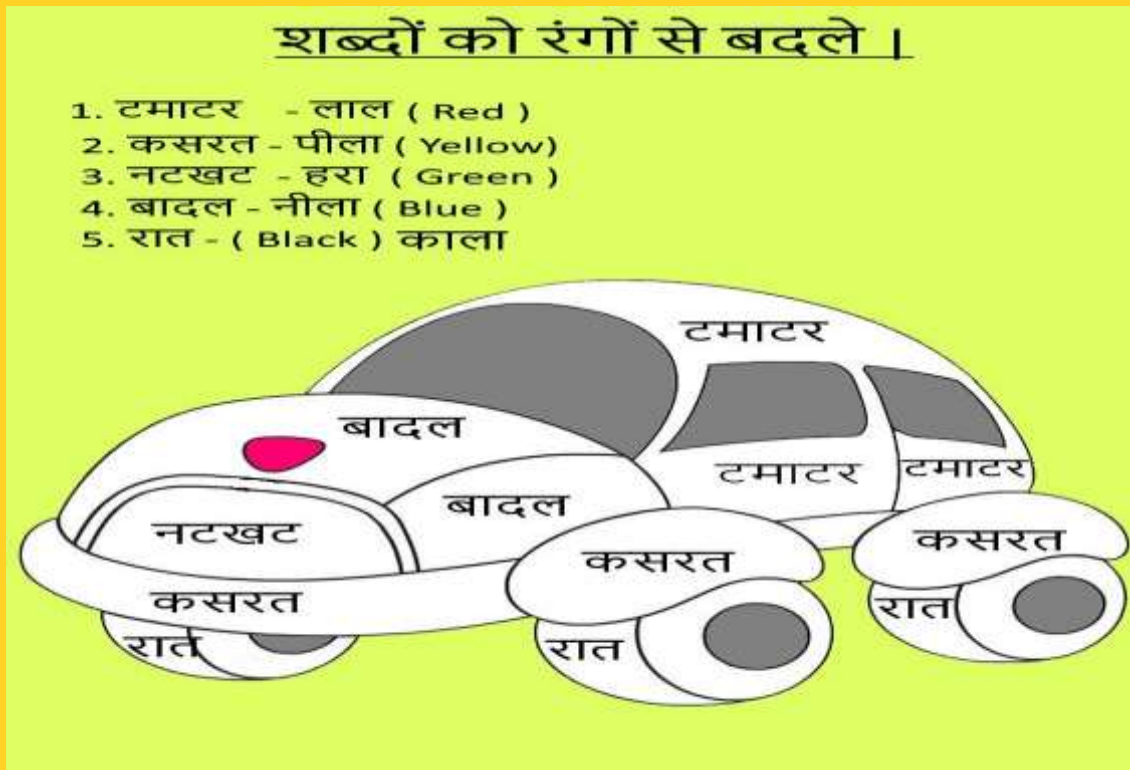 शब्दों को रंगों से बदले ।
1. टमाटर - लाल ( Red )
2. कसरत - पीला ( Yellow)
3. नटखट - हरा ( Green )
4. बादल - नीला ( Blue )
5. रात - ( Black ) काला
टमाटर
बादल
टमाटर टमाटर
बादल
नटखट
कसरत
कसरत
कसरत
रात
रात
रात